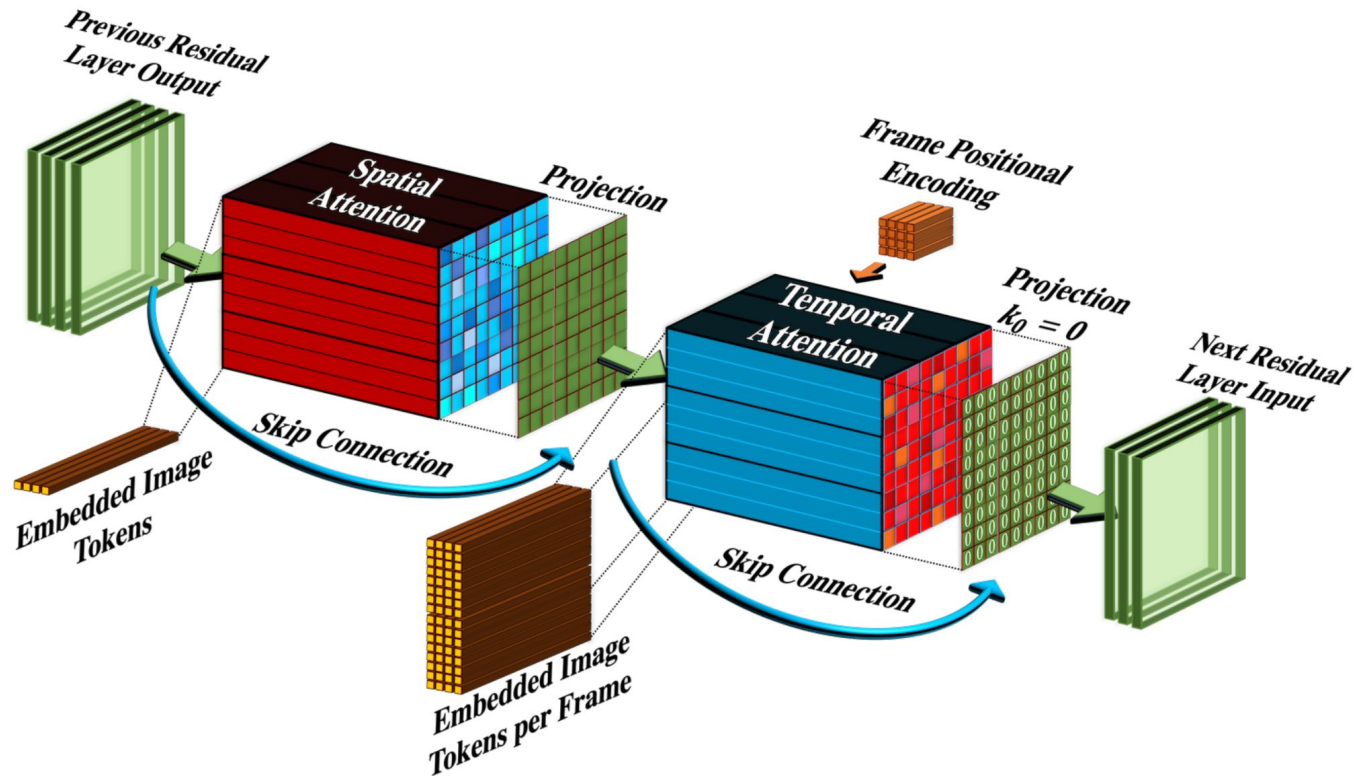 Previous Residual
Layer Output
Spatial
Attention
Projection
Frame Positional
Encoding
Temporal
Attention
Projection
k₀ = 0
Next Residual
Layer Input
Skip Connection
Embedded Image
Tokens
Skip Connection
Embedded Image
Tokens per Frame